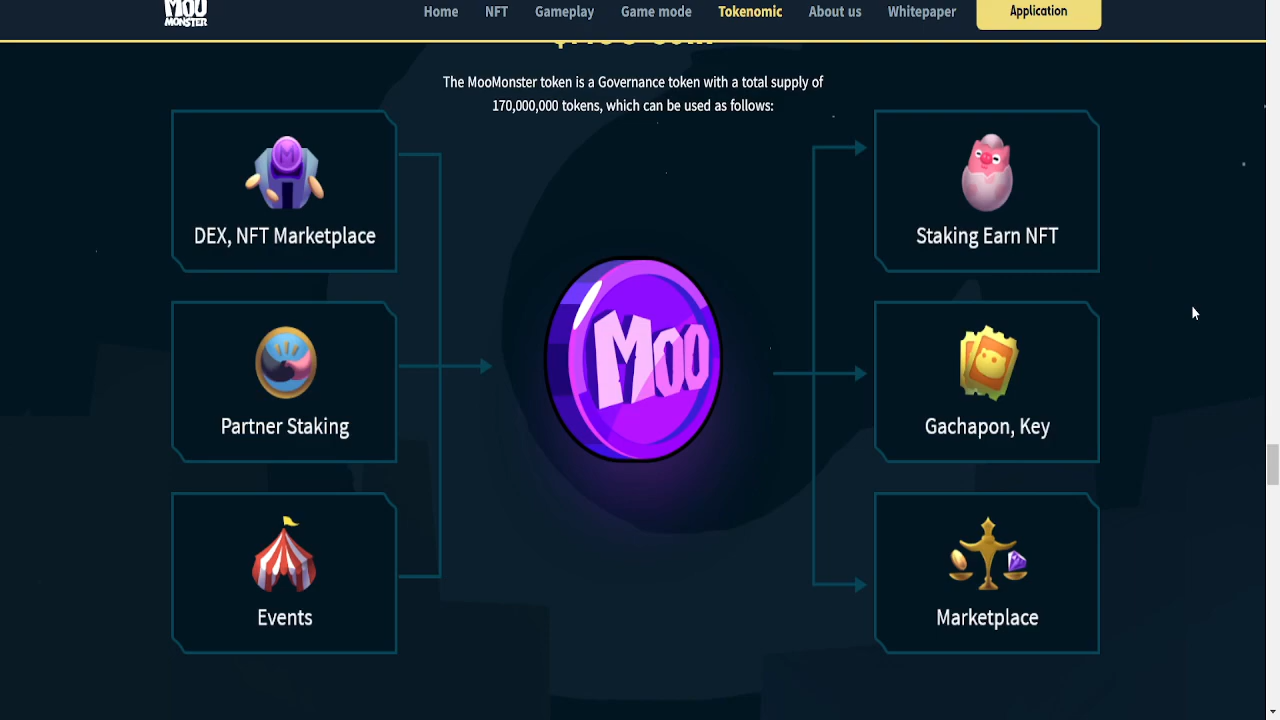 MOO
MONSTER
Home NFT Gameplay Game mode Tokenomic About us Whitepaper Application
The MooMonster token is a Governance token with a total supply of
170,000,000 tokens, which can be used as follows:
DEX, NFT Marketplace
Staking Earn NFT
Moo
Partner Staking
Gachapon, Key
Events
Marketplace